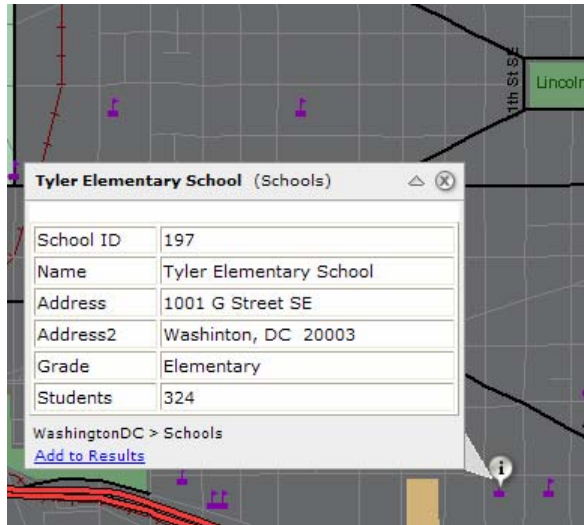 1th St SE
Lincoln
Tyler Elementary School (Schools)
School ID 197
Name Tyler Elementary School
Address 1001 G Street SE
Address2 Washinton, DC 20003
Grade Elementary
Students 324
WashingtonDC > Schools
Add to Results
i